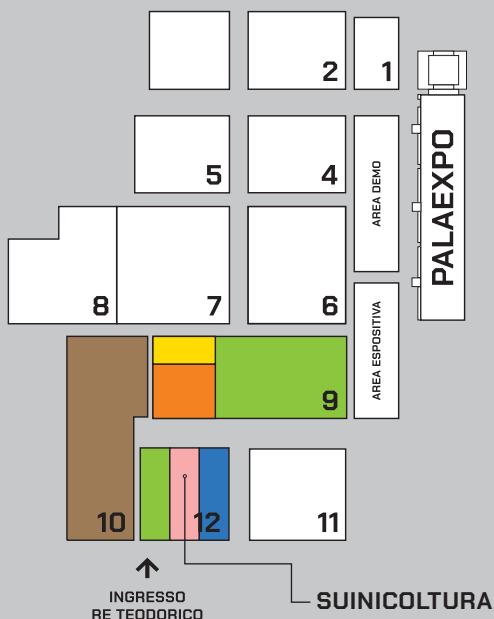 2
1
PALAEXPO
5
4
AREA DEMO
8
7
6
AREA ESPOSITIVA
9
10
12
11
INGRESSO
RE TEODORICO
SUINICOLTURA